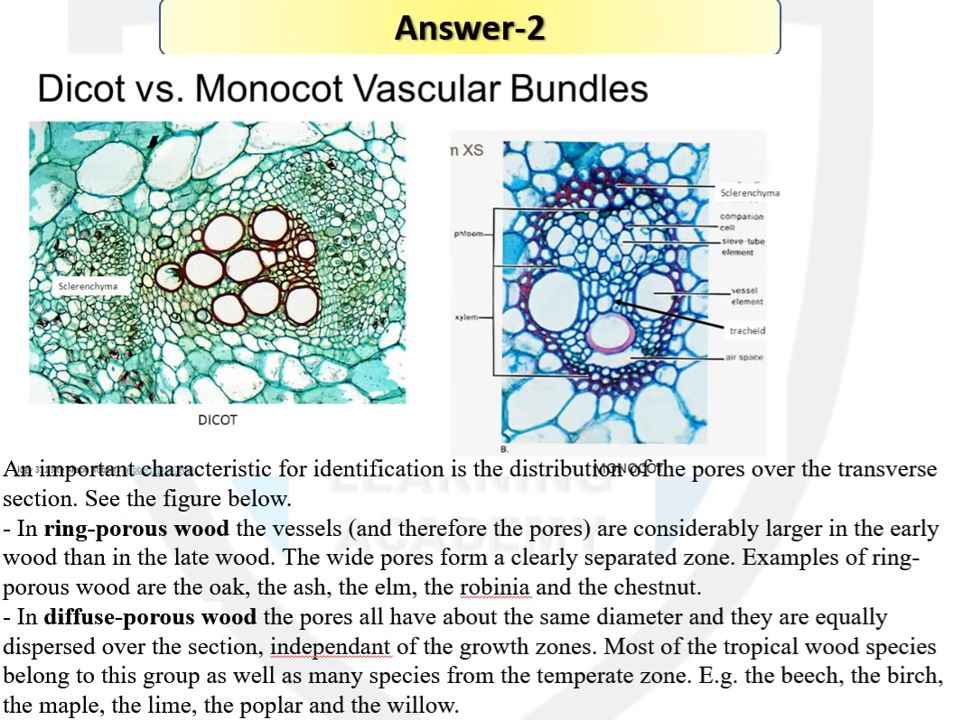 Answer-2
Dicot vs. Monocot Vascular Bundles
Sclerenchyma
DICOT
m XS
Sclerenchyma
phloem
companion
cell
sieve-tube
element
vessel
element
xylem
tracheid
air space
B.
MONOCOT
An important characteristic for identification is the distribution of the pores over the transverse
section. See the figure below.
- In ring-porous wood the vessels (and therefore the pores) are considerably larger in the early
wood than in the late wood. The wide pores form a clearly separated zone. Examples of ring-
porous wood are the oak, the ash, the elm, the robinia and the chestnut.
- In diffuse-porous wood the pores all have about the same diameter and they are equally
dispersed over the section, independant of the growth zones. Most of the tropical wood species
belong to this group as well as many species from the temperate zone. E.g. the beech, the birch,
the maple, the lime, the poplar and the willow.
LEARNING
ACADEMY